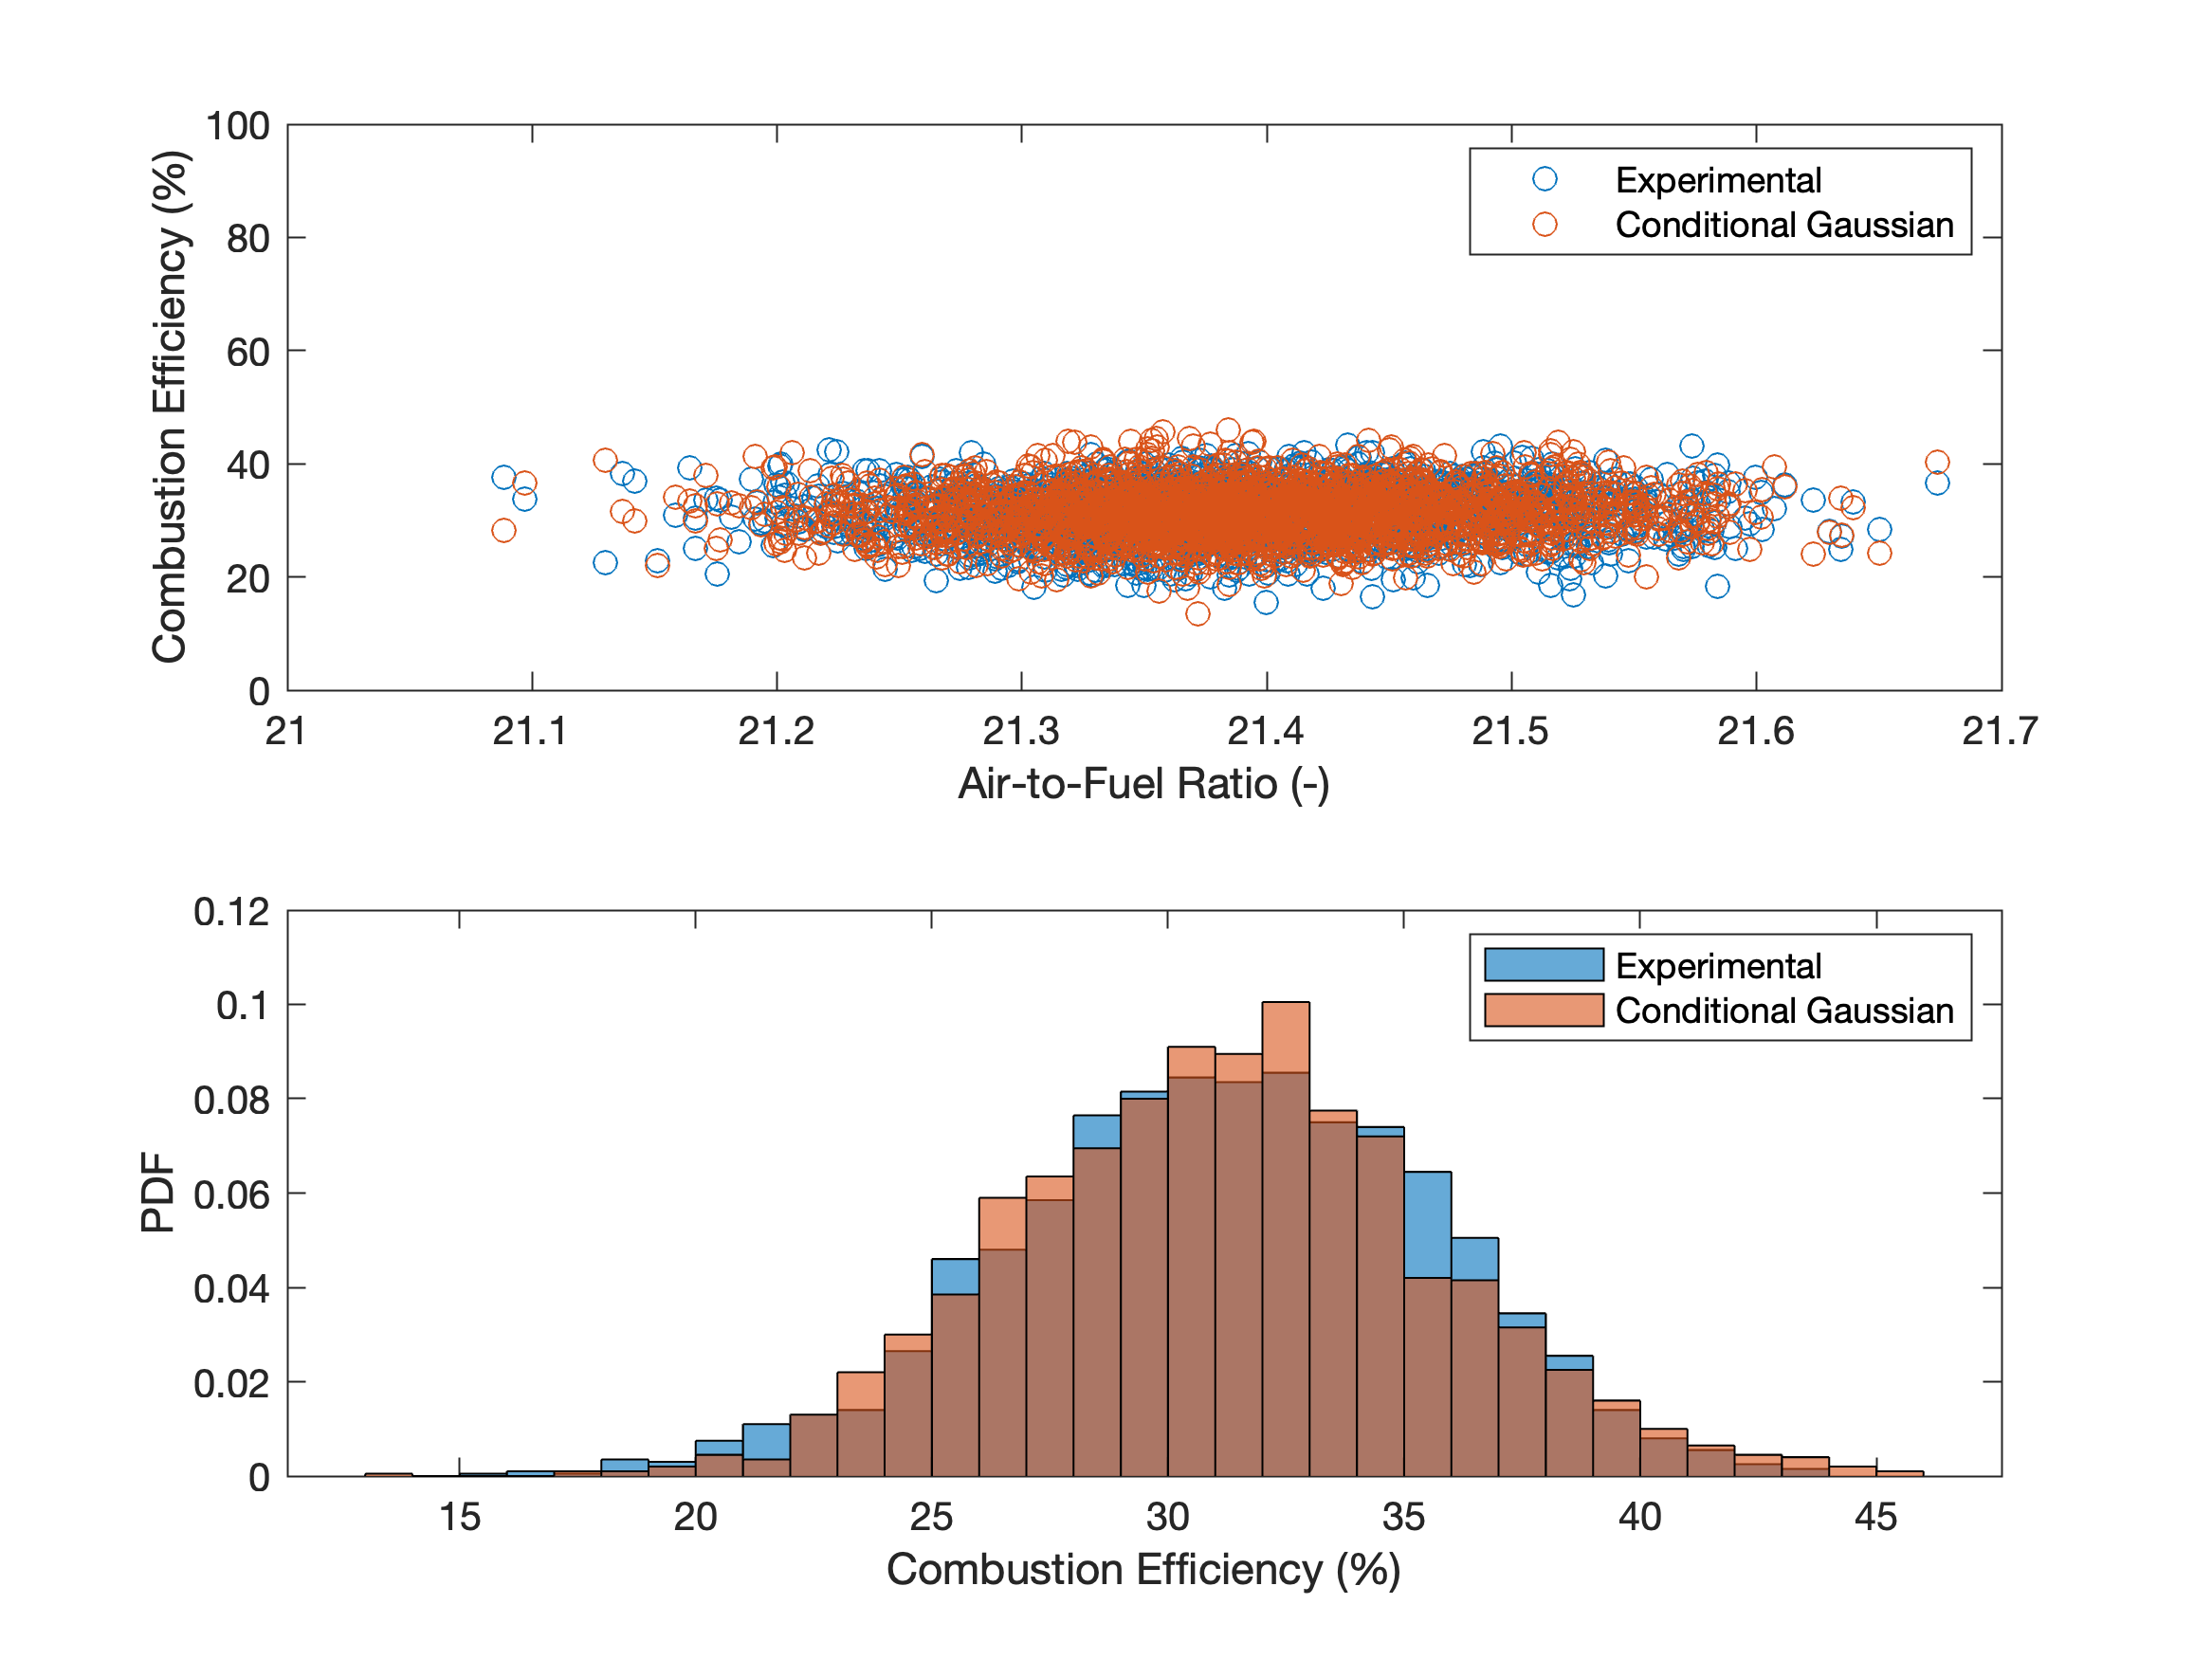 100
80
60
40
20
0
Combustion Efficiency (%)
Experimental
Conditional Gaussian
21 21.1 21.2 21.3 21.4 21.5 21.6 21.7
Air-to-Fuel Ratio (-)
0.12
0.1
0.08
0.06
0.04
0.02
0
PDF
Experimental
Conditional Gaussian
15 20 25 30 35 40 45
Combustion Efficiency (%)